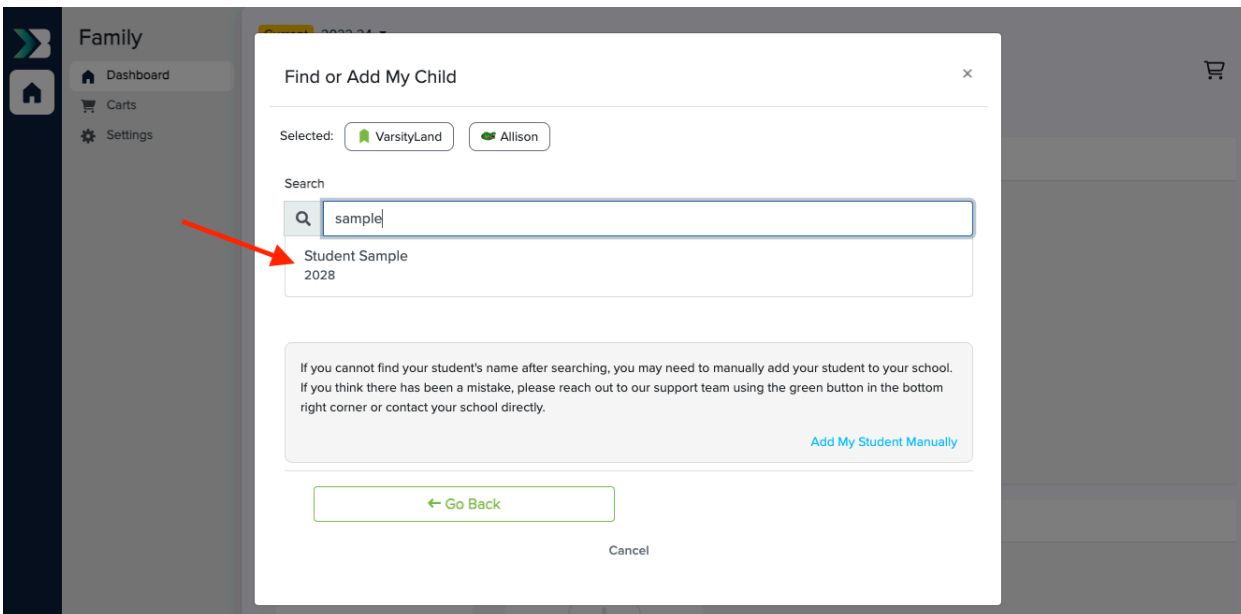 Family
Dashboard
Carts
Settings
Current 2023-24
Find or Add My Child
×
Selected: VarsityLand Allison
Search
sample
Student Sample
2028
If you cannot find your student's name after searching, you may need to manually add your student to your school.
If you think there has been a mistake, please reach out to our support team using the green button in the bottom
right corner or contact your school directly.
Add My Student Manually
← Go Back
Cancel